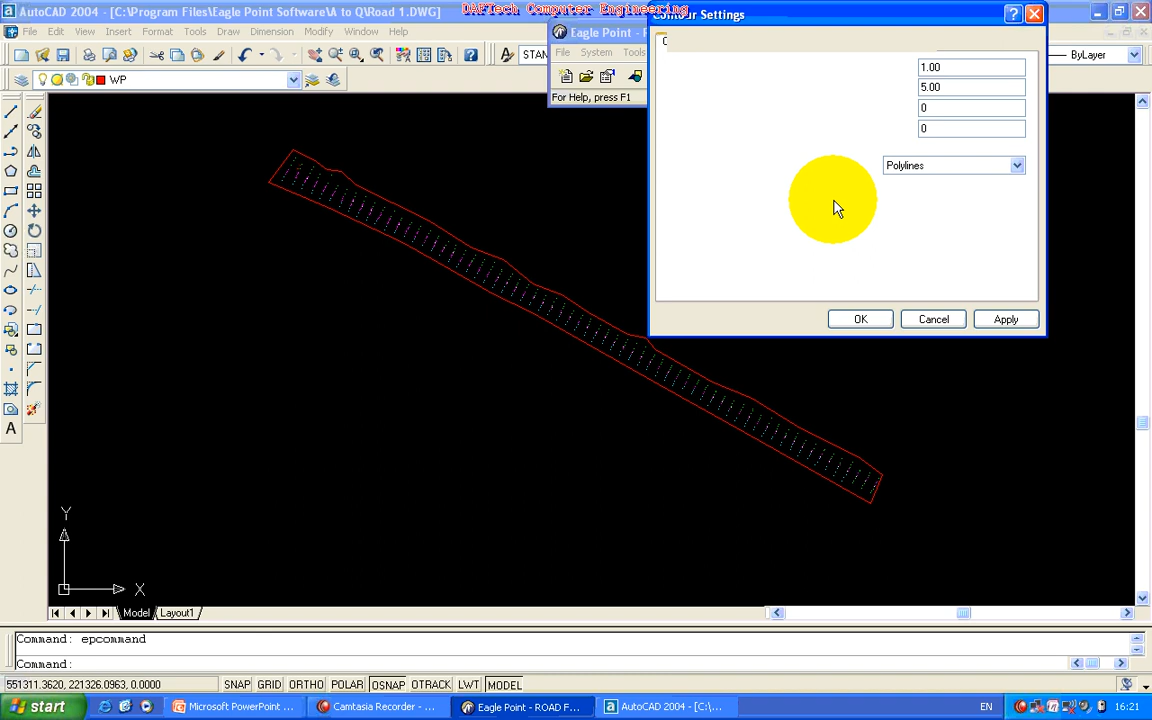 AutoCAD 2004 - [C:\Program Files\Eagle Point Software\A to Q\Road 1.DWG]
DAFTech Computer Engineering
Contour Settings
File Edit View Insert Format Tools Draw Dimension Modify Window Help
Eagle Point -
File System Tools
STAN
ByLayer
WP
For Help, press F1
1.00
5.00
0
0
Polylines
OK Cancel Apply
Y
X
Model Layout1
Command: epcommand
Command:
551311.3620, 221326.0963, 0.0000 SNAP GRID ORTHO POLAR OSNAP OTRACK LWT MODEL
start Microsoft PowerPoint ... Camtasia Recorder - ... Eagle Point - ROAD F... AutoCAD 2004 - [C:\... EN 16:21